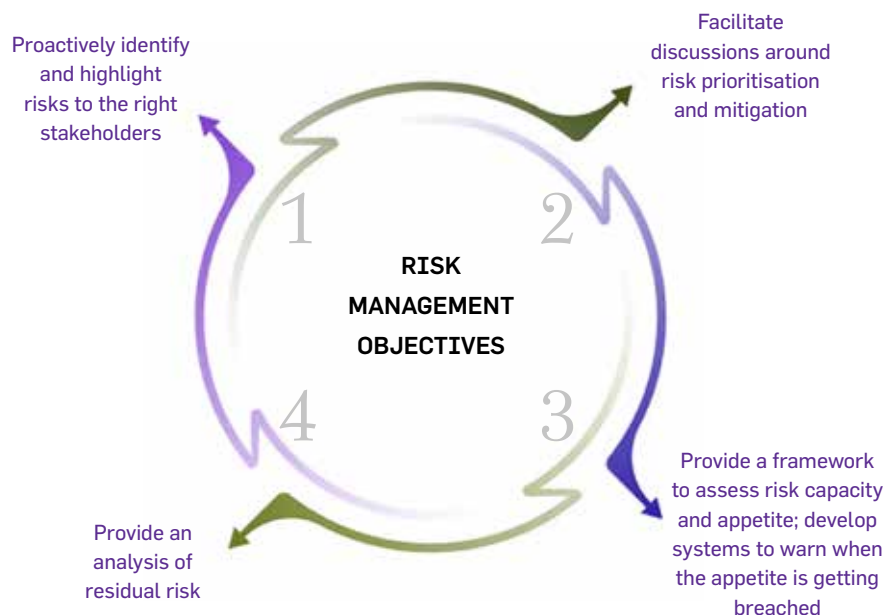 Proactively identify
and highlight
risks to the right
stakeholders
Facilitate
discussions around
risk prioritisation
and mitigation
1
2
RISK
MANAGEMENT
OBJECTIVES
4
3
Provide an
analysis of
residual risk
Provide a framework
to assess risk capacity
and appetite; develop
systems to warn when
the appetite is getting
breached